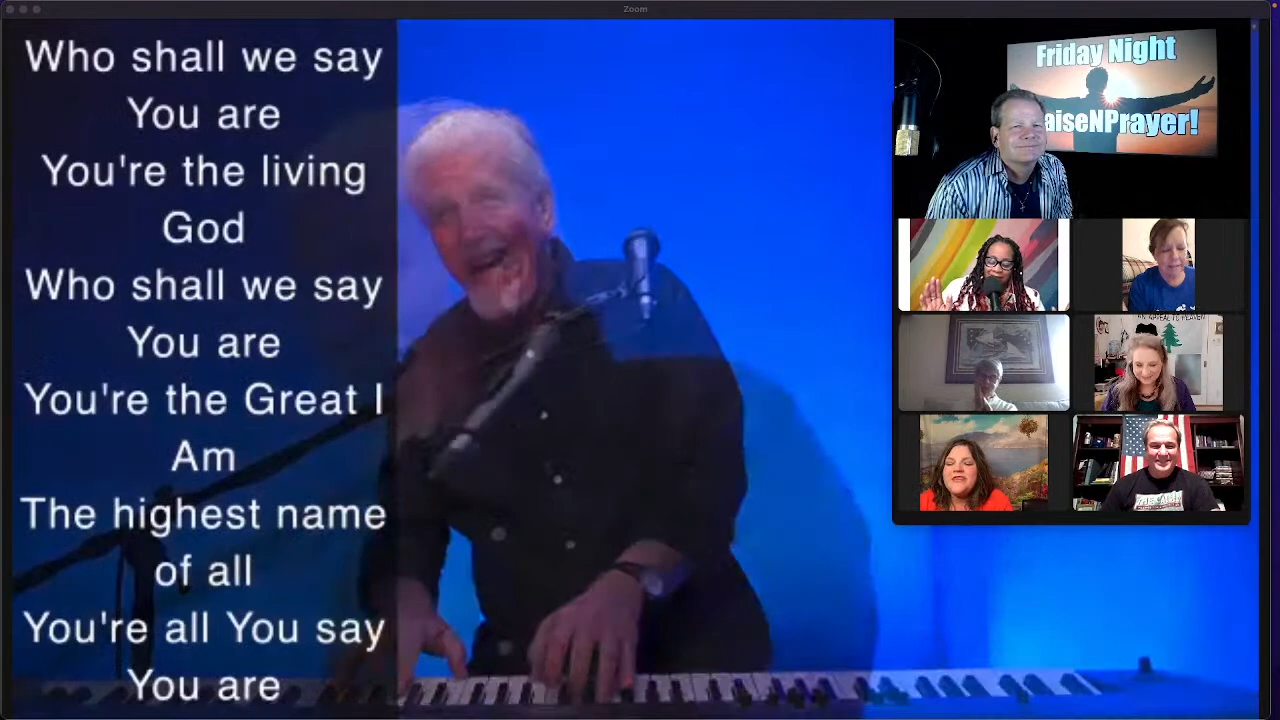 Zoom
Who shall we say
You are
You're the living
God
Who shall we say
You are
You're the Great I
Am
The highest name
of all
You're all You say
You are
Friday Night
aiseNPrayer!
TO HEAVEN